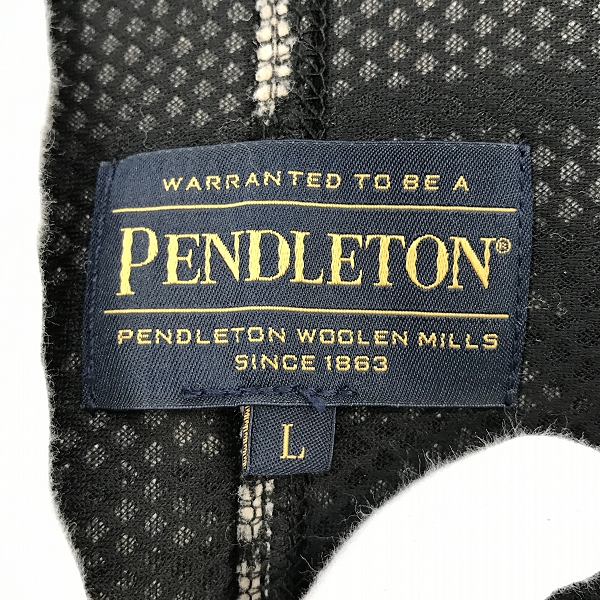 WARRANTED TO BE A
PENDLETON®
PENDLETON WOOLEN MILLS
SINCE 1863
L